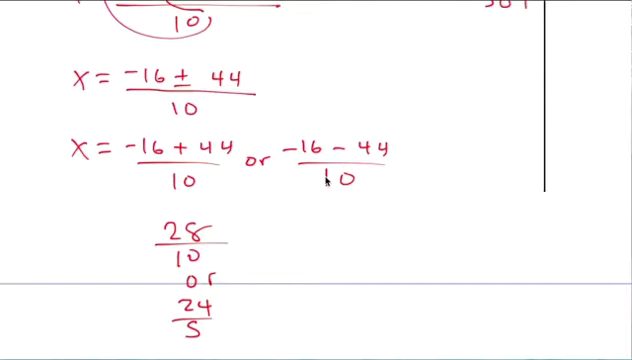 10
x = -16 ± 44
10
x = -16 + 44 or -16 - 44
10 10
28
10
or
24
5